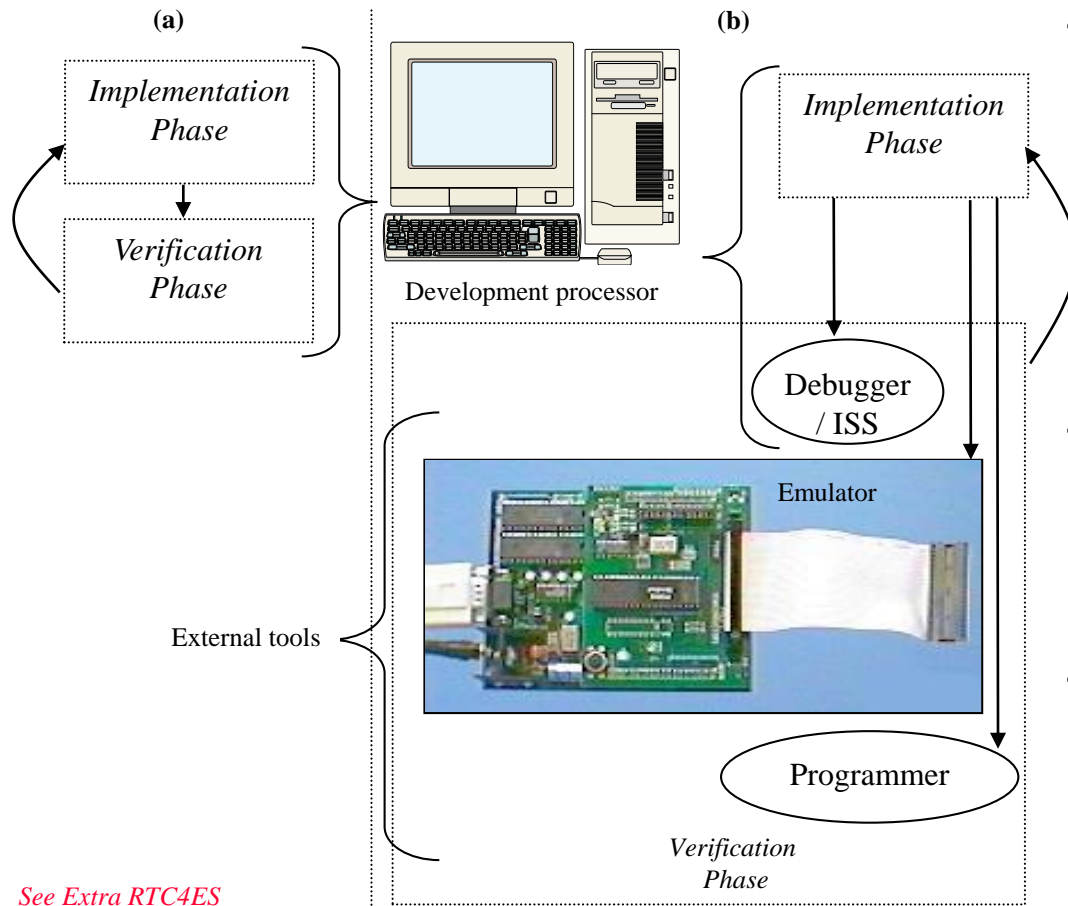 (a)
(b)
Implementation
Phase
Verification
Phase
Development processor
Implementation
Phase
Debugger
/ ISS
Emulator
External tools
Programmer
Verification
Phase
See Extra RTC4ES